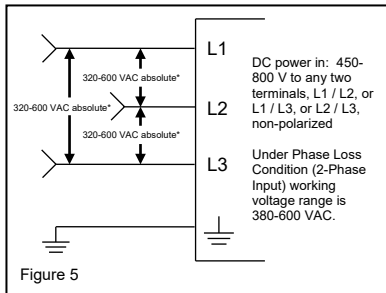 L1
320-600 VAC absolute*
320-600 VAC absolute*
L2
320-600 VAC absolute*
L3
DC power in: 450-
800 V to any two
terminals, L1 / L2, or
L1 / L3, or L2 / L3,
non-polarized
Under Phase Loss
Condition (2-Phase
Input) working
voltage range is
380-600 VAC.
Figure 5